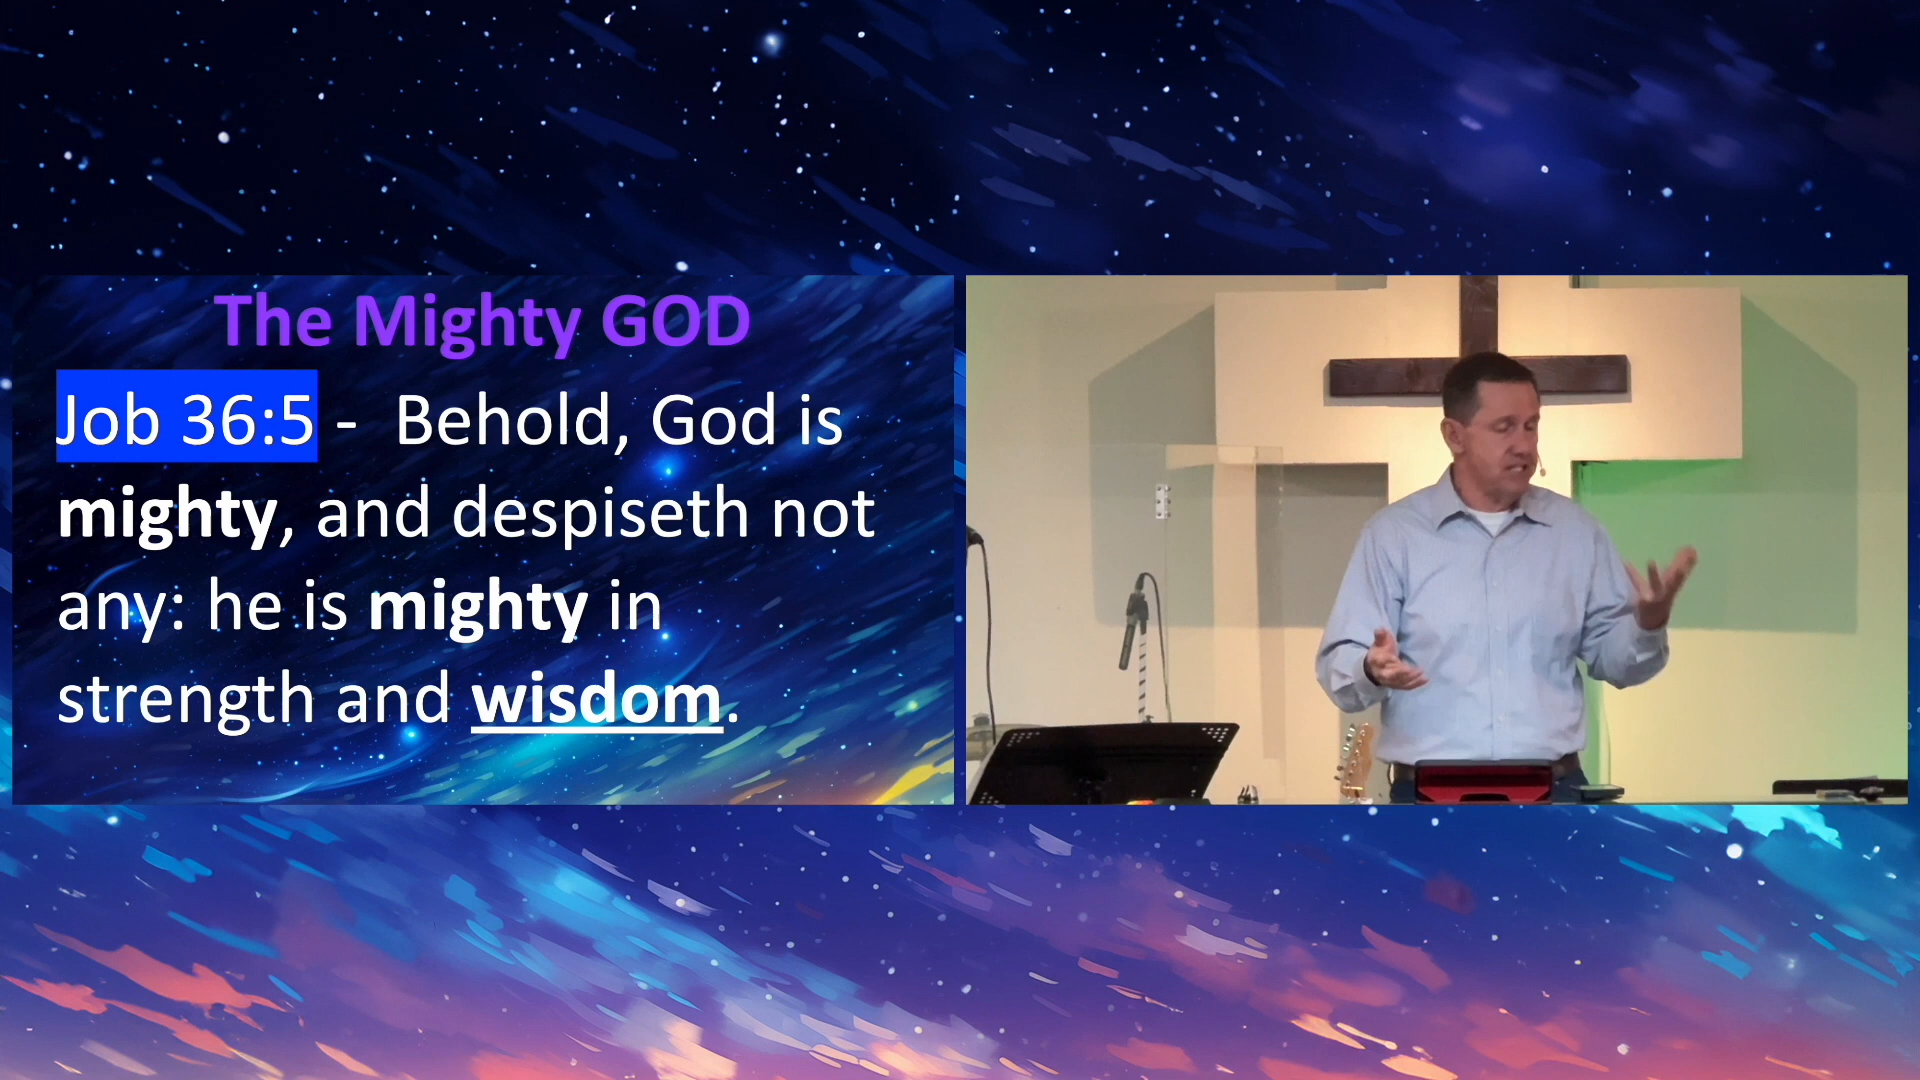 The Mighty GOD
Job 36:5 -  Behold, God is
mighty, and despiseth not
any: he is mighty in
strength and wisdom.